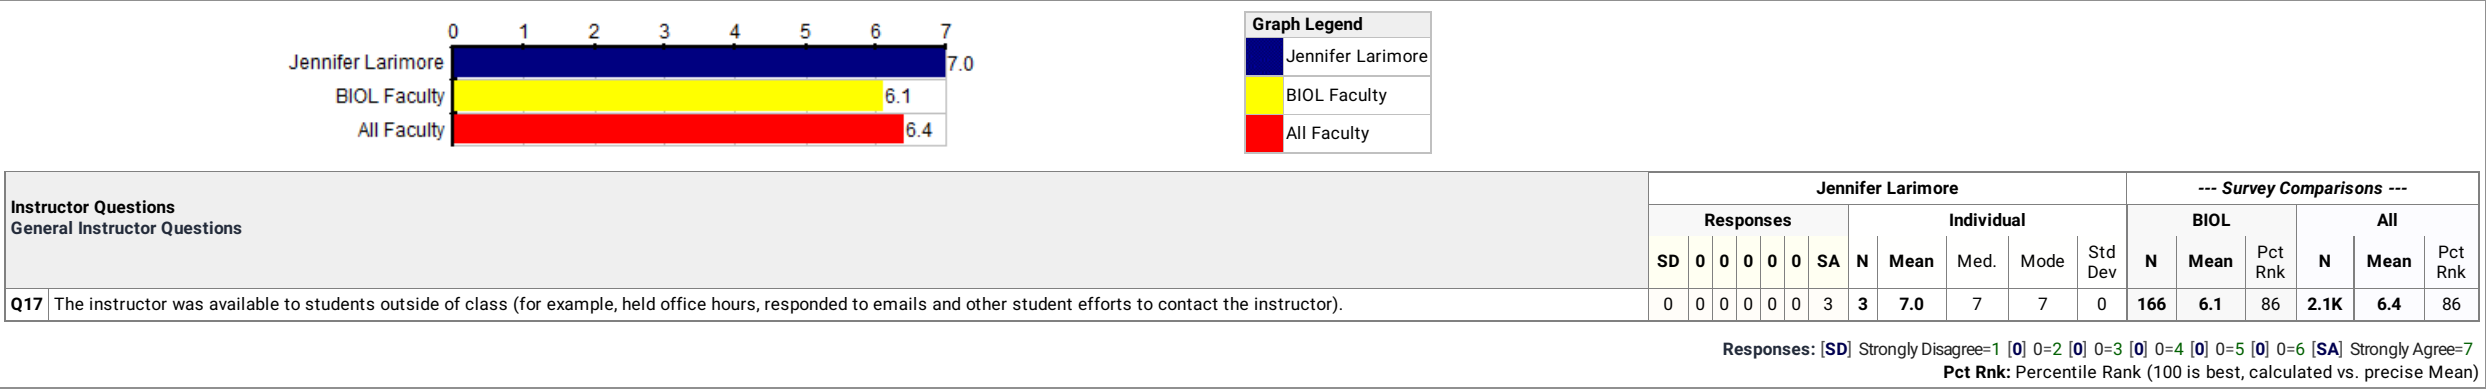 0 1 2 3 4 5 6 7
Jennifer Larimore 7.0
BIOL Faculty 6.1
All Faculty 6.4
Graph Legend
Jennifer Larimore
BIOL Faculty
All Faculty
Instructor Questions
General Instructor Questions
Jennifer Larimore --- Survey Comparisons ---
Responses Individual BIOL All
SD 0 0 0 0 0 SA N Mean Med. Mode Std Dev N Mean Pct Rnk N Mean Pct Rnk
Q17 The instructor was available to students outside of class (for example, held office hours, responded to emails and other student efforts to contact the instructor). 0 0 0 0 0 0 3 3 7.0 7 7 0 166 6.1 86 2.1K 6.4 86
Responses: [SD] Strongly Disagree=1 [0] 0=2 [0] 0=3 [0] 0=4 [0] 0=5 [0] 0=6 [SA] Strongly Agree=7
Pct Rnk: Percentile Rank (100 is best, calculated vs. precise Mean)